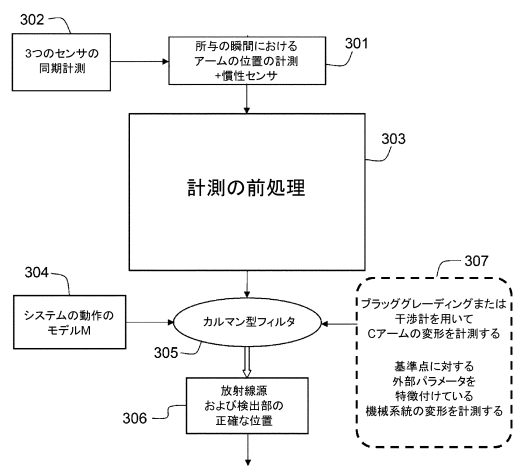 302
3つのセンサの
同期計測
所与の瞬間における
アームの位置の計測
+慣性センサ
301
303
計測の前処理
304
システムの動作の
モデルM
カルマン型フィルタ
305
307
ブラッググレーディングまたは
干渉計を用いて
Cアームの変形を計測する
基準点に対する
外部パラメータを
特徴付けている
機械系統の変形を計測する
放射線源
および検出部の
正確な位置
306